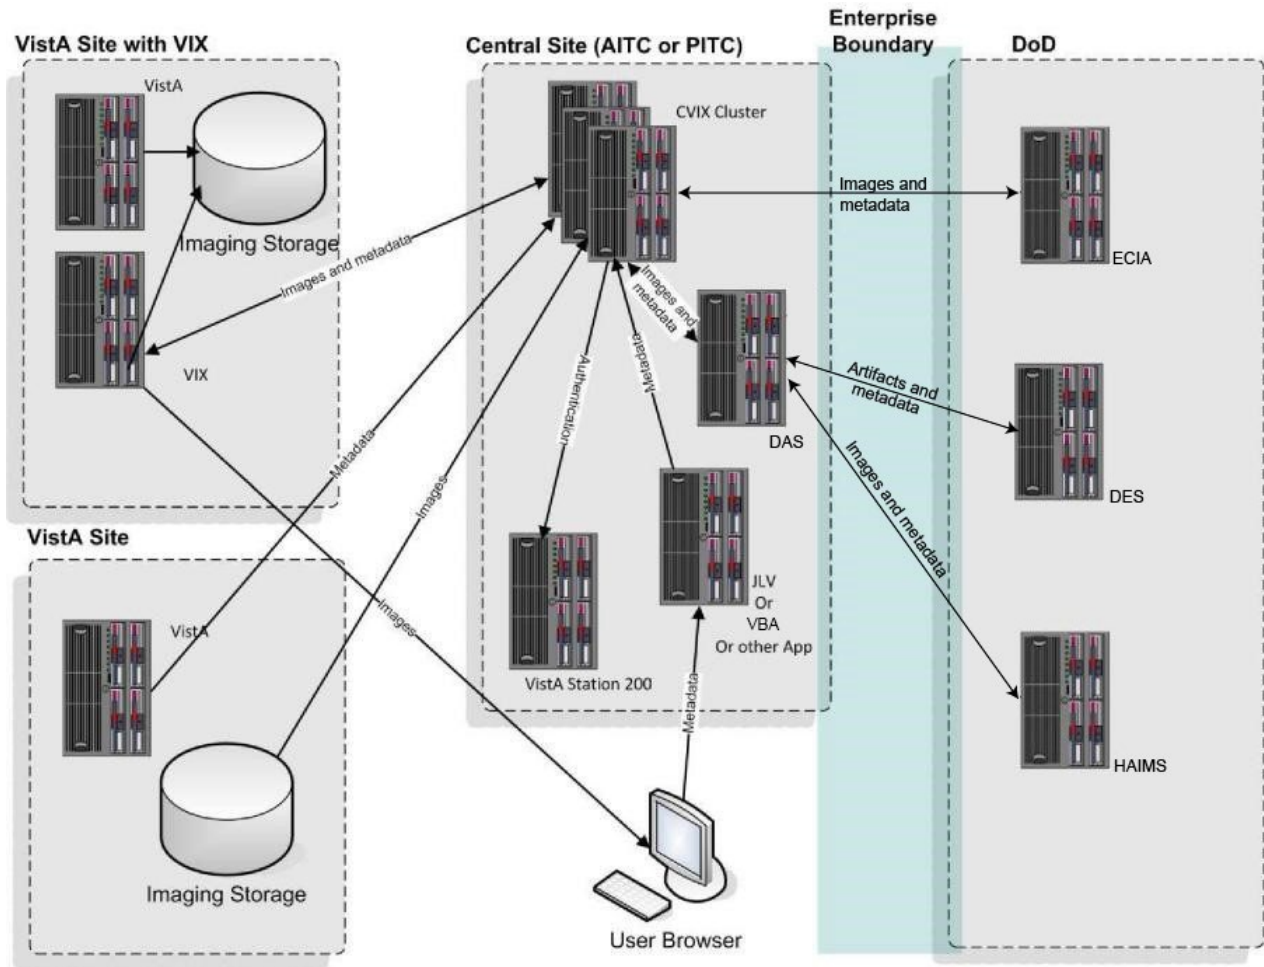 VistA Site with VIX
VistA
Imaging Storage
VIX
Images and metadata
Central Site (AITC or PITC)
CVIX Cluster
Enterprise
Boundary
DoD
Images and
metadata
ECIA
Images and
metadata
DAS
Artifacts and
metadata
DES
Images and metadata
HAIMS
Authentication
Metadata
VistA Station 200
JLV
Or
VBA
Or other App
Metadata
Images
Images
Metadata
VistA Site
VistA
Imaging Storage
User Browser